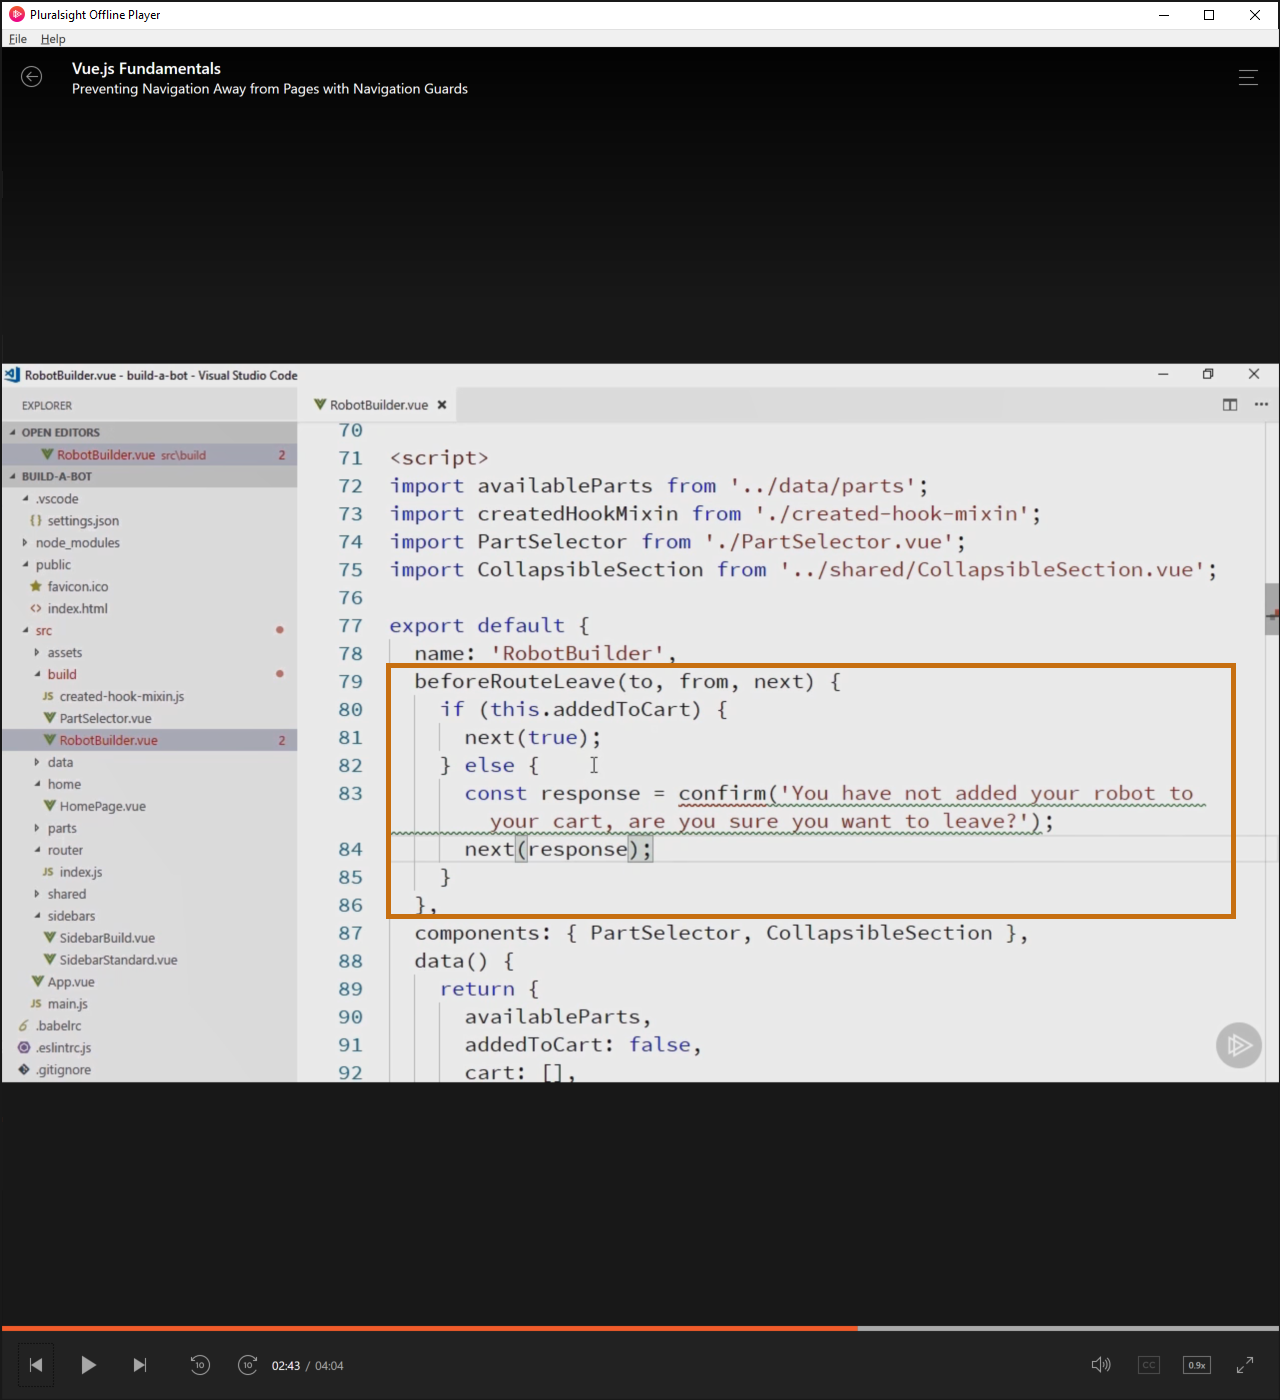 Pluralsight Offline Player
File Help
Vue.js Fundamentals
Preventing Navigation Away from Pages with Navigation Guards
RobotBuilder.vue - build-a-bot - Visual Studio Code
EXPLORER
OPEN EDITORS
RobotBuilder.vue src\build 2
BUILD-A-BOT
.vscode
{} settings.json
node_modules
public
favicon.ico
<> index.html
src
assets
build
JS created-hook-mixin.js
PartSelector.vue
RobotBuilder.vue 2
data
home
HomePage.vue
parts
router
JS index.js
shared
sidebars
SidebarBuild.vue
SidebarStandard.vue
App.vue
JS main.js
.babelrc
.eslintrc.js
.gitignore
RobotBuilder.vue
70
71 <script>
72 import availableParts from '../data/parts';
73 import createdHookMixin from './created-hook-mixin';
74 import PartSelector from './PartSelector.vue';
75 import CollapsibleSection from '../shared/CollapsibleSection.vue';
76
77 export default {
78 name: 'RobotBuilder',
79 beforeRouteLeave(to, from, next) {
80 if (this.addedToCart) {
81 next(true);
82 } else {
83 const response = confirm('You have not added your robot to
your cart, are you sure you want to leave?');
84 next(response);
85 }
86 },
87 components: { PartSelector, CollapsibleSection },
88 data() {
89 return {
90 availableParts,
91 addedToCart: false,
92 cart: [],
10
10
02:43 / 04:04
CC
0.9x